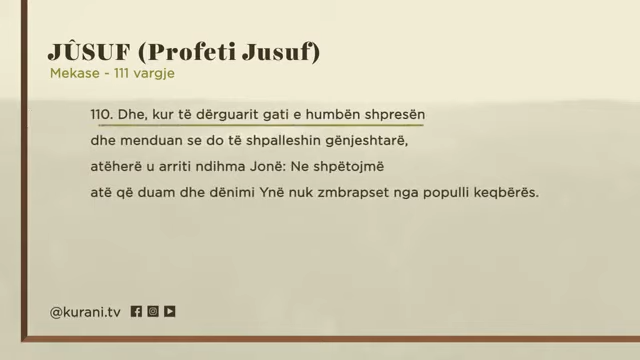 JÛSUF (Profeti Jusuf)
Mekase - 111 vargje
110. Dhe, kur të dërguarit gati e humbën shpresën
dhe menduan se do të shpalleshin gënjeshtarë,
atëherë u arriti ndihma Jonë: Ne shpëtojmë
atë që duam dhe dënimi Ynë nuk zmbrapset nga populli keqbërës.
@kurani.tv